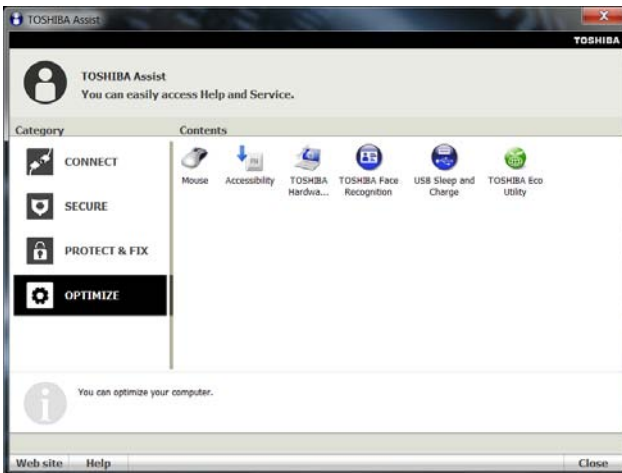 TOSHIBA Assist
TOSHIBA
TOSHIBA Assist
You can easily access Help and Service.
Category
Contents
CONNECT
SECURE
PROTECT & FIX
OPTIMIZE
Mouse
Accessibility
TOSHIBA
Hardwa...
TOSHIBA Face
Recognition
USB Sleep and
Charge
TOSHIBA Eco
Utility
You can optimize your computer.
Web site Help Close